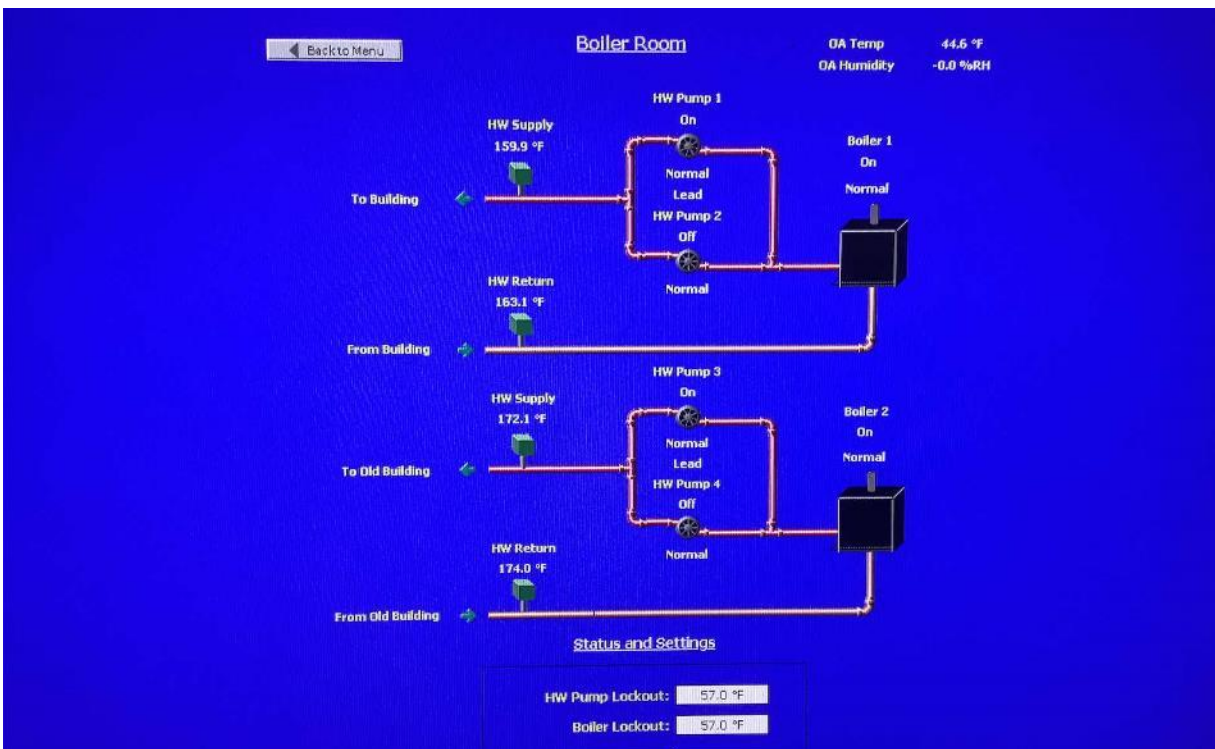 Back to Menu
Boiler Room
OA Temp 44.6 °F
OA Humidity -0.0 %RH
HW Pump 1
On
HW Supply
159.9 °F
Boiler 1
On
Normal
Normal
Lead
To Building
HW Pump 2
Off
HW Return
163.1 °F
Normal
From Building
HW Pump 3
On
HW Supply
172.1 °F
Boiler 2
On
Normal
Normal
Lead
To Old Building
HW Pump 4
Off
HW Return
174.0 °F
Normal
From Old Building
Status and Settings
HW Pump Lockout: 57.0 °F
Boiler Lockout: 57.0 °F